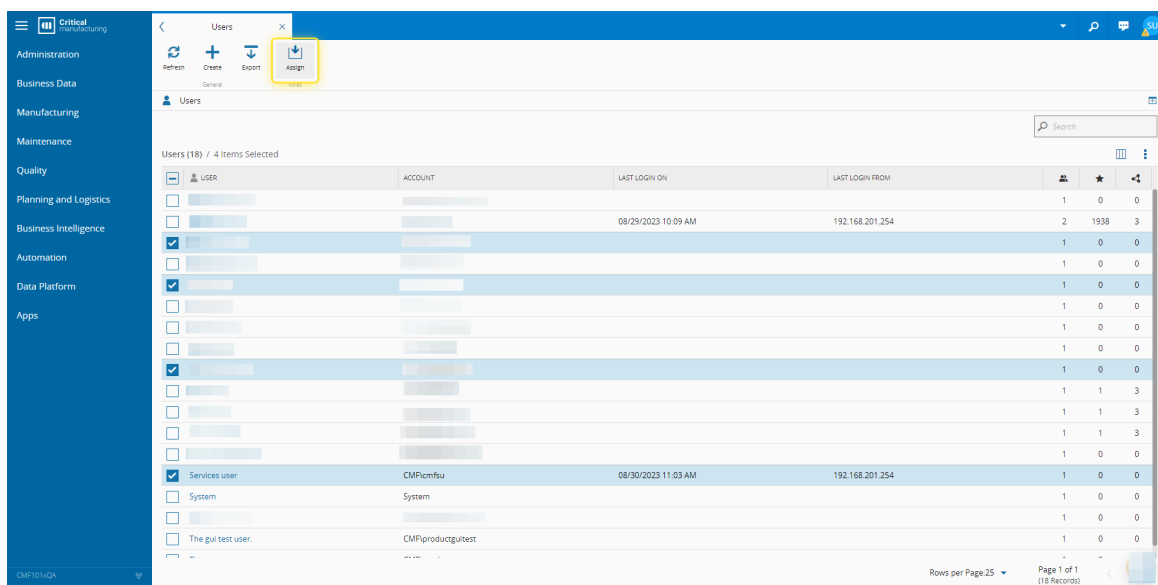 Critical
manufacturing
Users
SU
Administration
Refresh
Create
Export
Assign
General
Roles
Business Data
Users
Manufacturing
Search
Maintenance
Users (18) / 4 Items Selected
Quality
USER ACCOUNT LAST LOGIN ON LAST LOGIN FROM
Planning and Logistics
1 0 0
Business Intelligence
08/29/2023 10:09 AM 192.168.201.254 2 1938 3
1 0 0
Automation
1 0 0
Data Platform
1 0 0
Apps
1 0 0
1 0 0
1 0 0
1 0 0
1 1 3
1 1 3
1 1 3
1 0 0
Services user CMF\cmfsu 08/30/2023 11:03 AM 192.168.201.254 1 0 0
System System 1 0 0
1 0 0
The gui test user. CMF\productguitest 1 0 0
CMF101vQA
Rows per Page:25
Page 1 of 1
(18 Records)